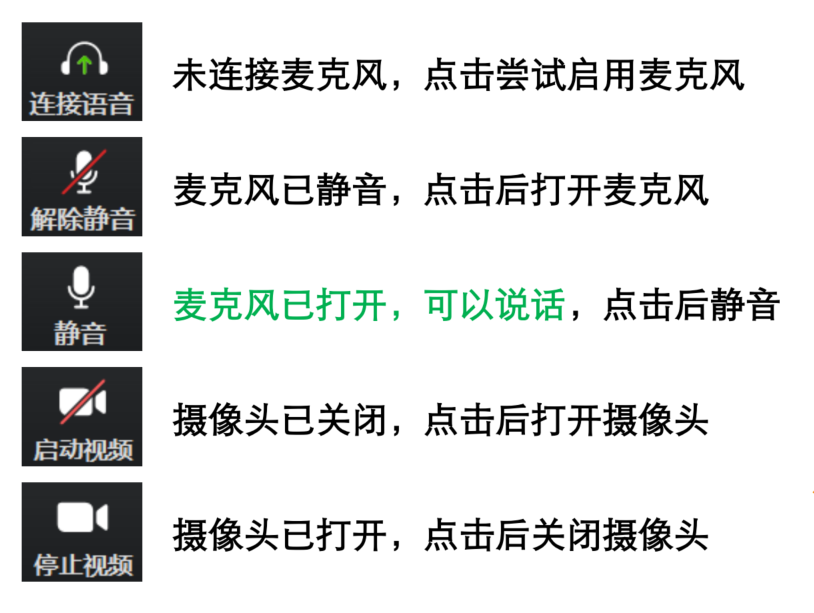 连接语音
未连接麦克风，点击尝试启用麦克风
解除静音
麦克风已静音，点击后打开麦克风
静音
麦克风已打开，可以说话，点击后静音
启动视频
摄像头已关闭，点击后打开摄像头
停止视频
摄像头已打开，点击后关闭摄像头